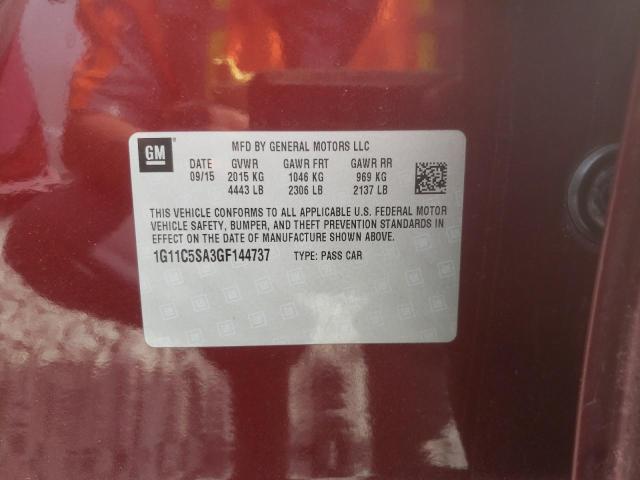 GM
MFD BY GENERAL MOTORS LLC
DATE GVWR GAWR FRT GAWR RR
09/15 2015 KG 1046 KG 969 KG
4443 LB 2306 LB 2137 LB
THIS VEHICLE CONFORMS TO ALL APPLICABLE U.S. FEDERAL MOTOR
VEHICLE SAFETY, BUMPER, AND THEFT PREVENTION STANDARDS IN
EFFECT ON THE DATE OF MANUFACTURE SHOWN ABOVE.
1G11C5SA3GF144737 TYPE: PASS CAR